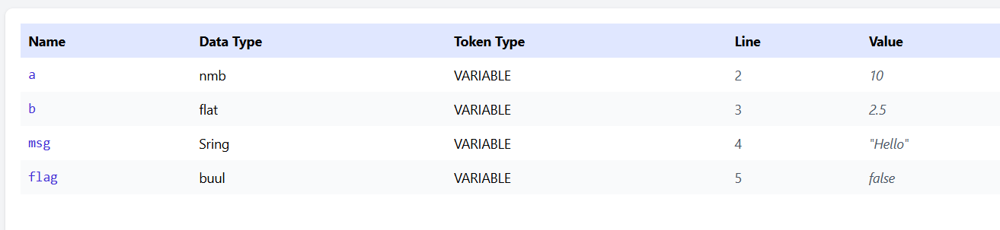 Name Data Type Token Type Line Value
a nmb VARIABLE 2 10
b flat VARIABLE 3 2.5
msg Sring VARIABLE 4 "Hello"
flag buul VARIABLE 5 false